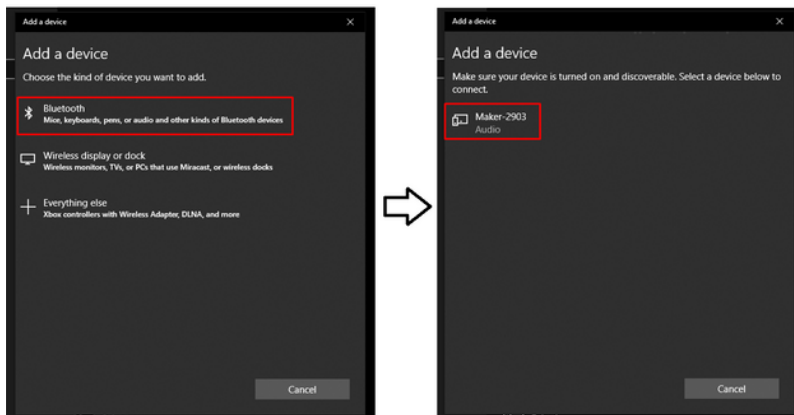 Add a device
Add a device
Choose the kind of device you want to add.
Bluetooth
Mice, keyboards, pens, or audio and other kinds of Bluetooth devices
Wireless display or dock
Wireless monitors, TVs, or PCs that use Miracast, or wireless docks
Everything else
Xbox controllers with Wireless Adapter, DLNA, and more
Cancel
Add a device
Add a device
Make sure your device is turned on and discoverable. Select a device below to
connect.
Maker-2903
Audio
Cancel